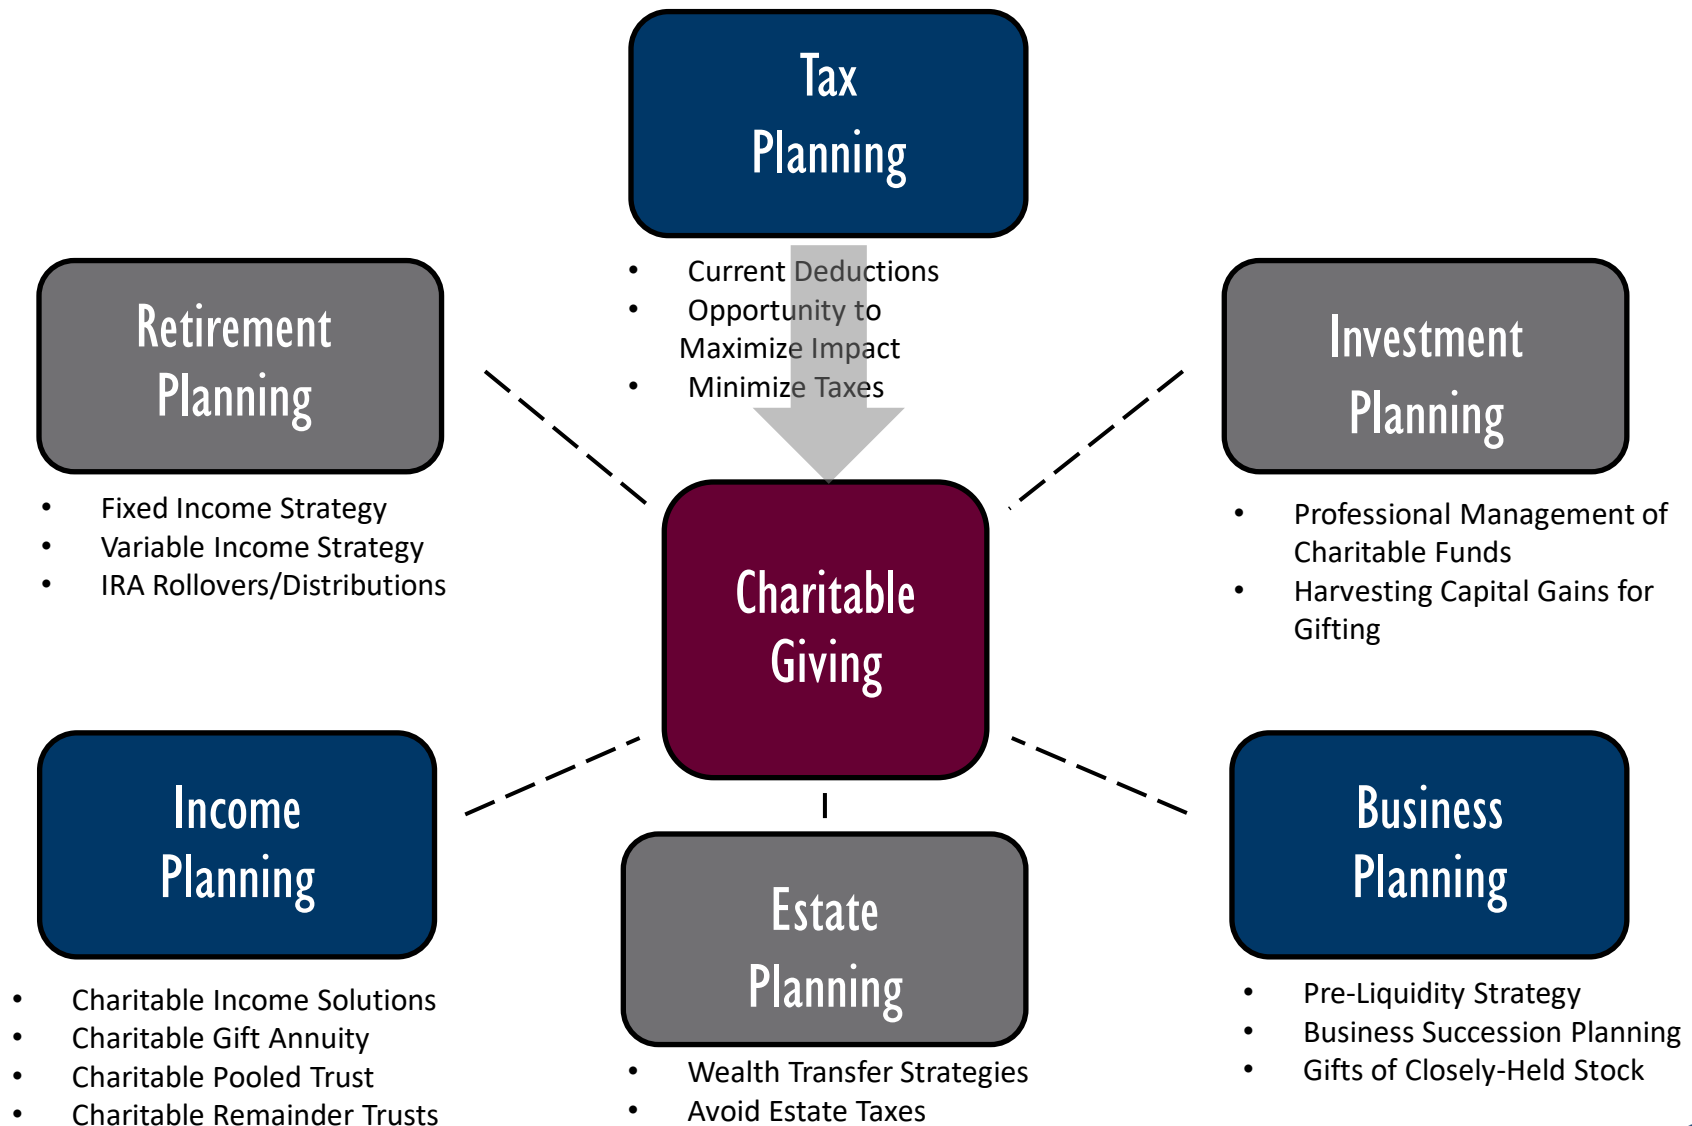 Tax
Planning
• Current Deductions
• Opportunity to
Maximize Impact
• Minimize Taxes
Retirement
Planning
• Fixed Income Strategy
• Variable Income Strategy
• IRA Rollovers/Distributions
Investment
Planning
• Professional Management of
Charitable Funds
• Harvesting Capital Gains for
Gifting
Charitable
Giving
Income
Planning
• Charitable Income Solutions
• Charitable Gift Annuity
• Charitable Pooled Trust
• Charitable Remainder Trusts
Estate
Planning
• Wealth Transfer Strategies
• Avoid Estate Taxes
Business
Planning
• Pre-Liquidity Strategy
• Business Succession Planning
• Gifts of Closely-Held Stock